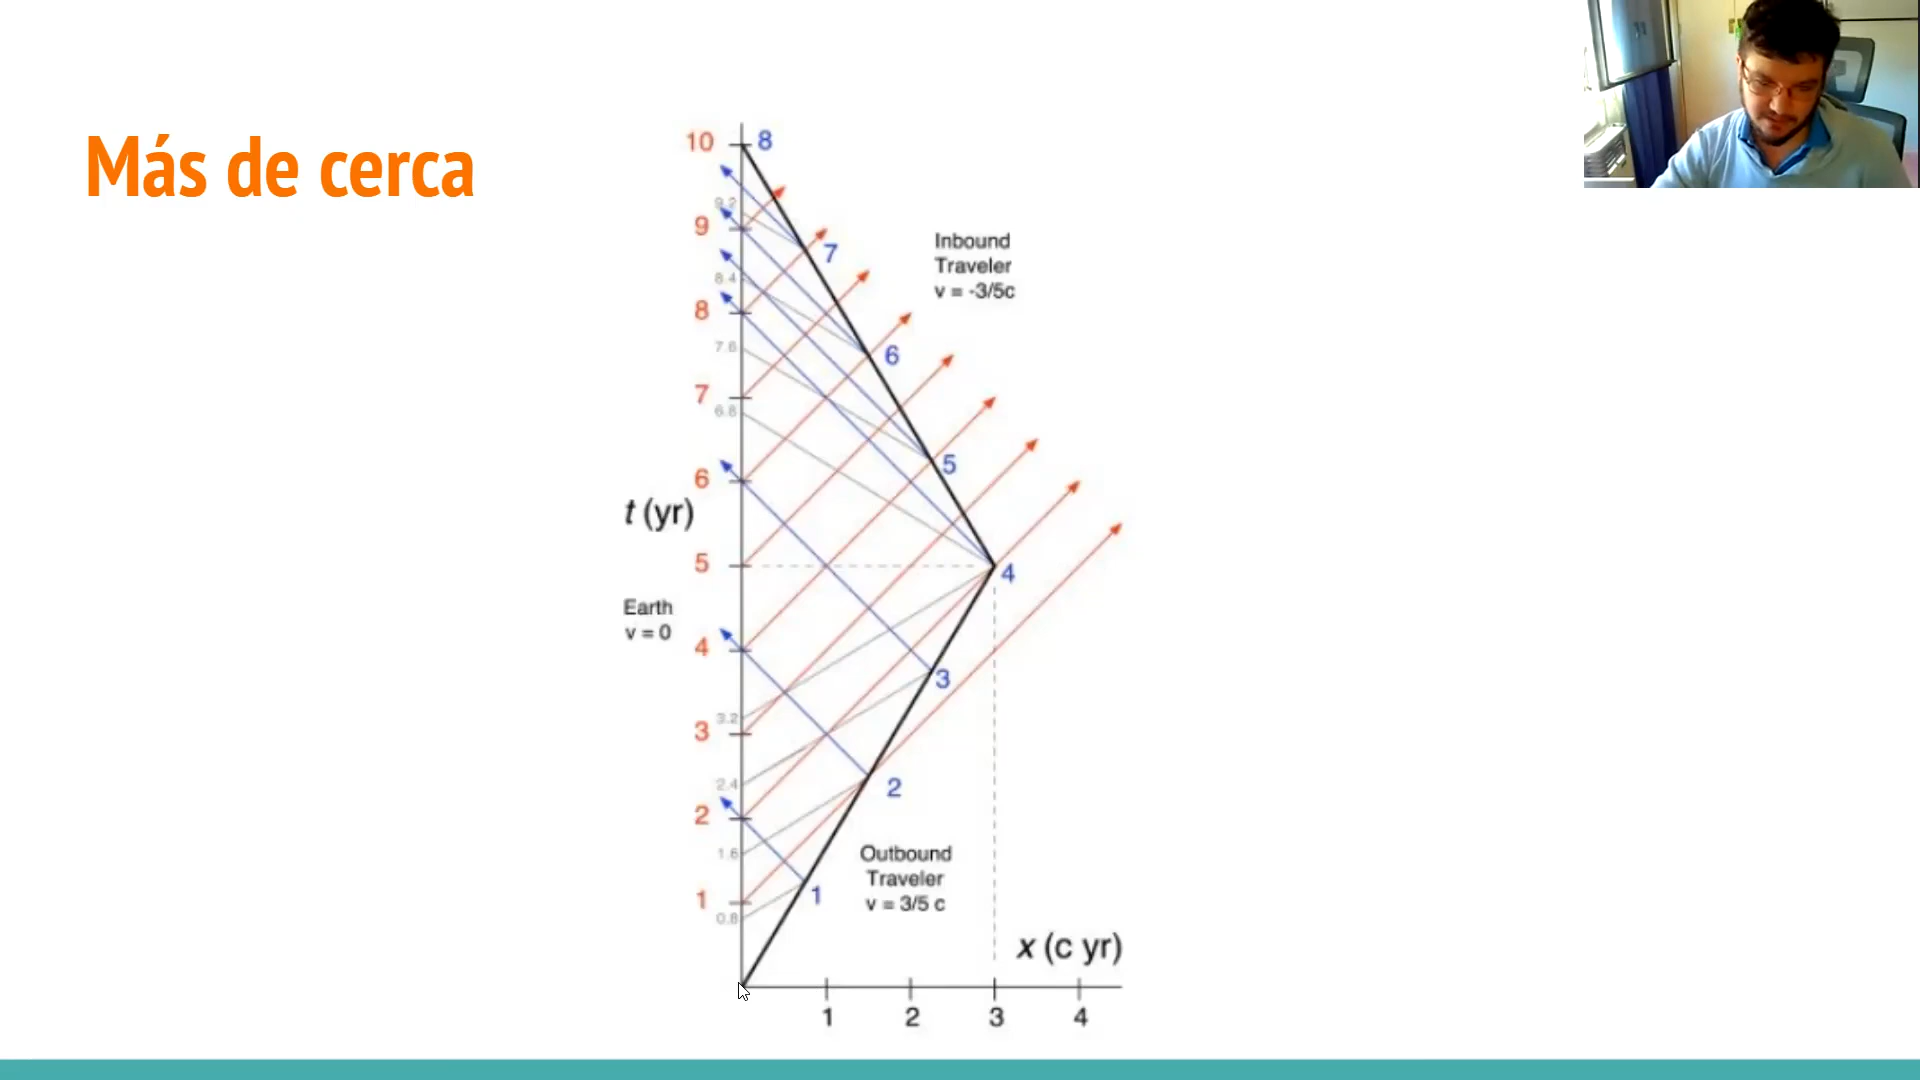 Más de cerca
10
8
9.2
9
7
Inbound
Traveler
v = -3/5c
8.4
8
7.6
6
7
6.8
5
6
t (yr)
5
4
Earth
v = 0
4
3
3.2
3
2.4
2
2
1.6
Outbound
Traveler
v = 3/5 c
1
1
0.8
x (c yr)
1
2
3
4